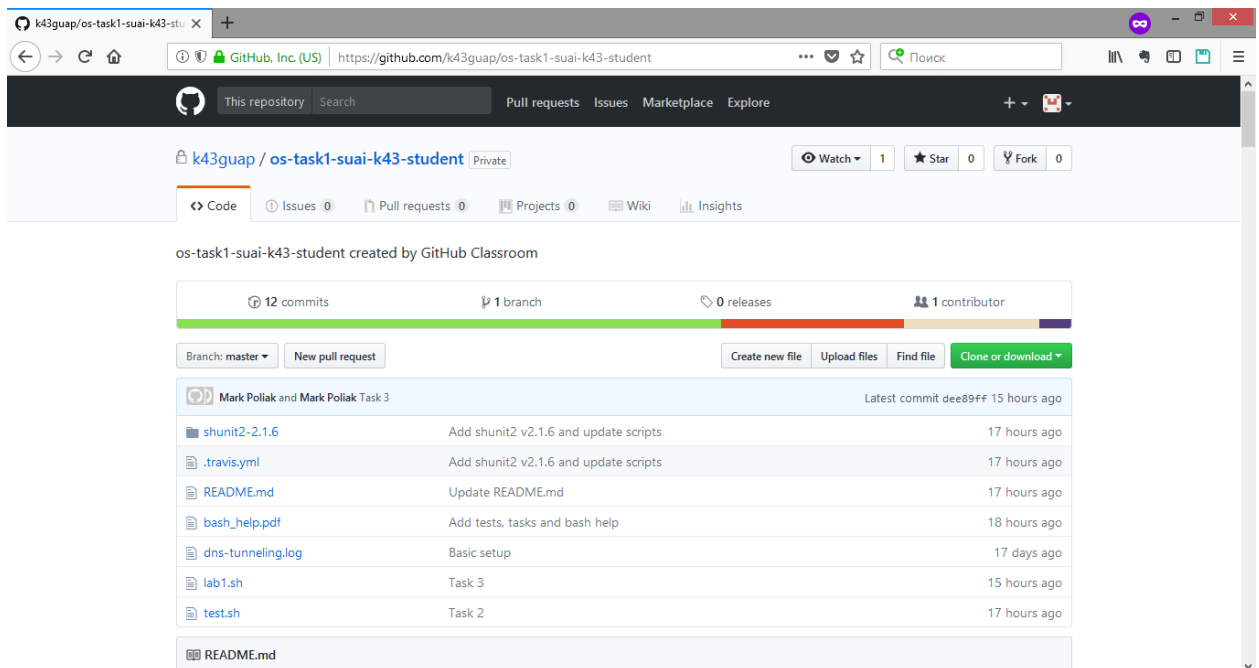 k43guap/os-task1-suai-k43-stu
GitHub, Inc. (US) https://github.com/k43guap/os-task1-suai-k43-student Поиск
This repository Search Pull requests Issues Marketplace Explore
k43guap / os-task1-suai-k43-student Private Watch 1 Star 0 Fork 0
Code Issues 0 Pull requests 0 Projects 0 Wiki Insights
os-task1-suai-k43-student created by GitHub Classroom
12 commits 1 branch 0 releases 1 contributor
Branch: master New pull request Create new file Upload files Find file Clone or download
Mark Poliak and Mark Poliak Task 3 Latest commit dee89ff 15 hours ago
shunit2-2.1.6 Add shunit2 v2.1.6 and update scripts 17 hours ago
.travis.yml Add shunit2 v2.1.6 and update scripts 17 hours ago
README.md Update README.md 17 hours ago
bash_help.pdf Add tests, tasks and bash help 18 hours ago
dns-tunneling.log Basic setup 17 days ago
lab1.sh Task 3 15 hours ago
test.sh Task 2 17 hours ago
README.md